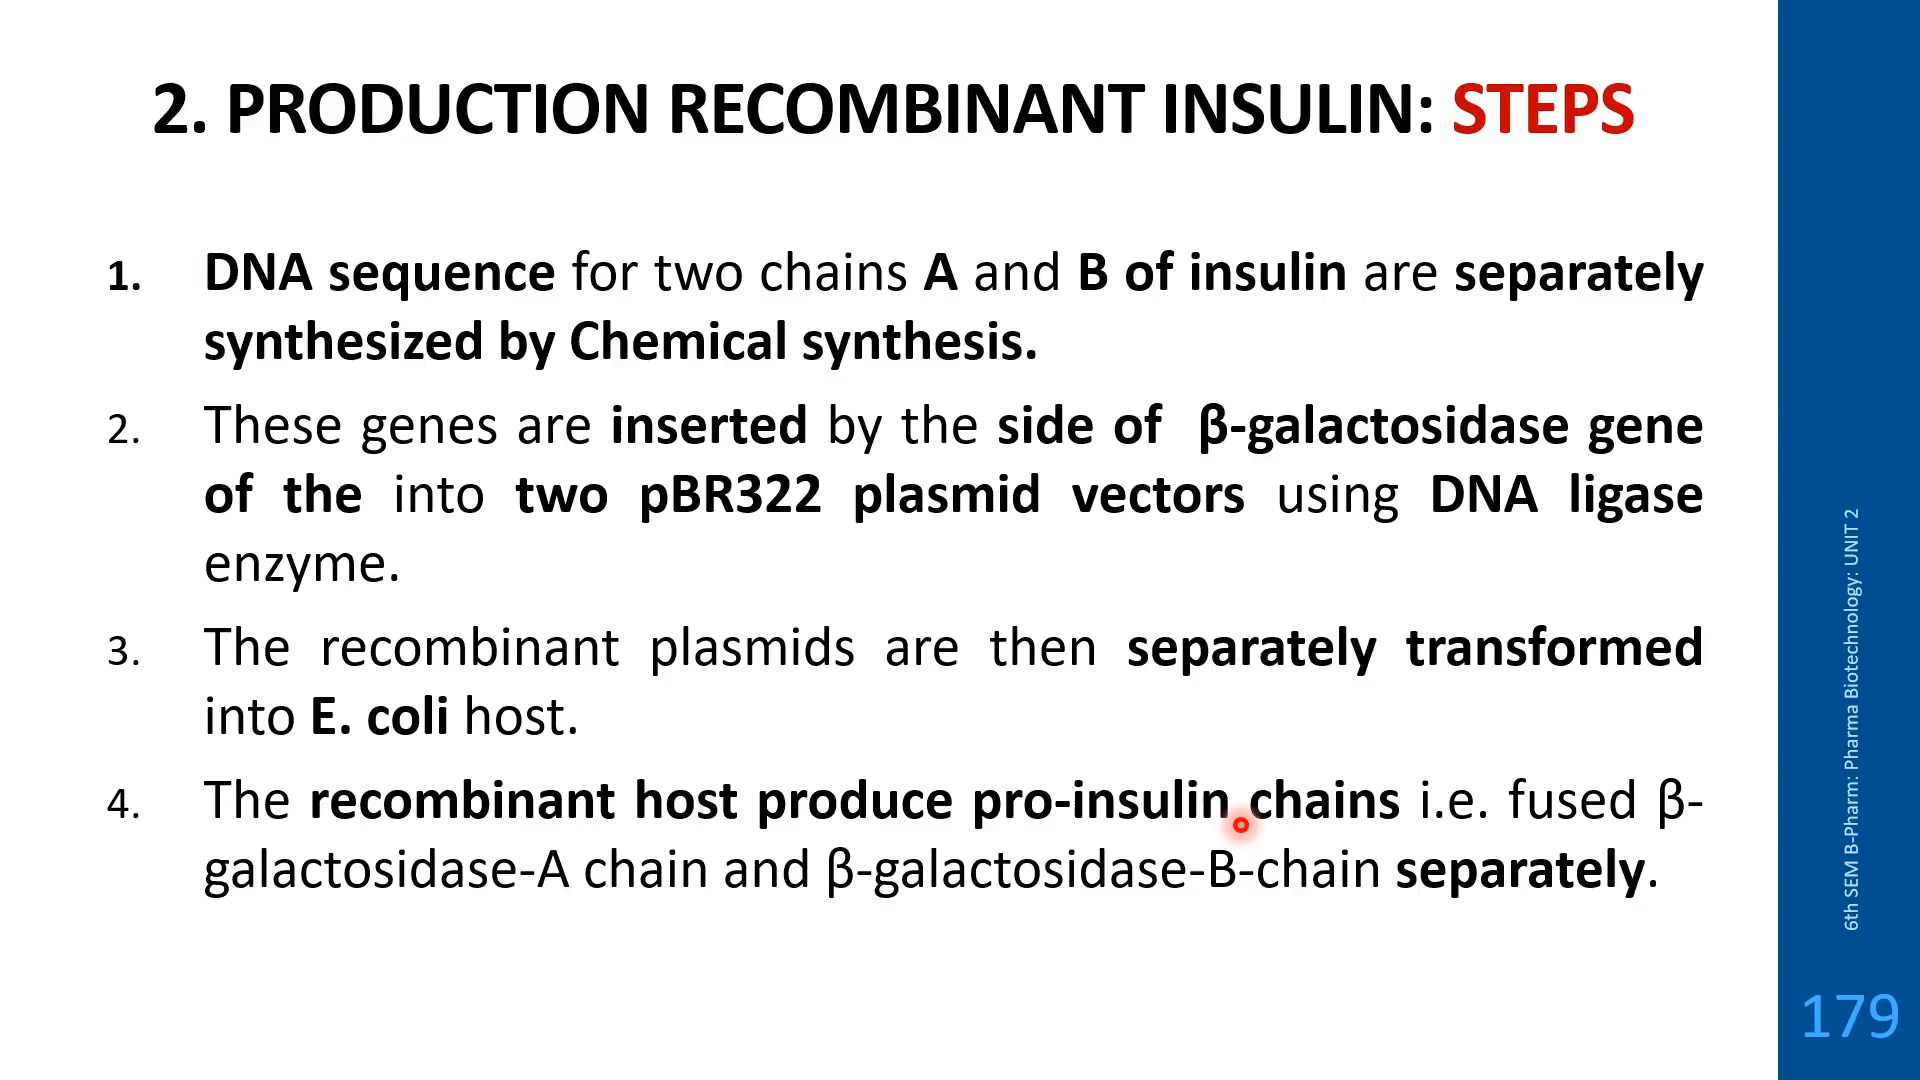 2. PRODUCTION RECOMBINANT INSULIN: STEPS
1. DNA sequence for two chains A and B of insulin are separately
synthesized by Chemical synthesis.
2. These genes are inserted by the side of β-galactosidase gene
of the into two pBR322 plasmid vectors using DNA ligase
enzyme.
3. The recombinant plasmids are then separately transformed
into E. coli host.
4. The recombinant host produce pro-insulin chains i.e. fused β-
galactosidase-A chain and β-galactosidase-B-chain separately.
6th SEM B-Pharm: Pharma Biotechnology: UNIT 2
179